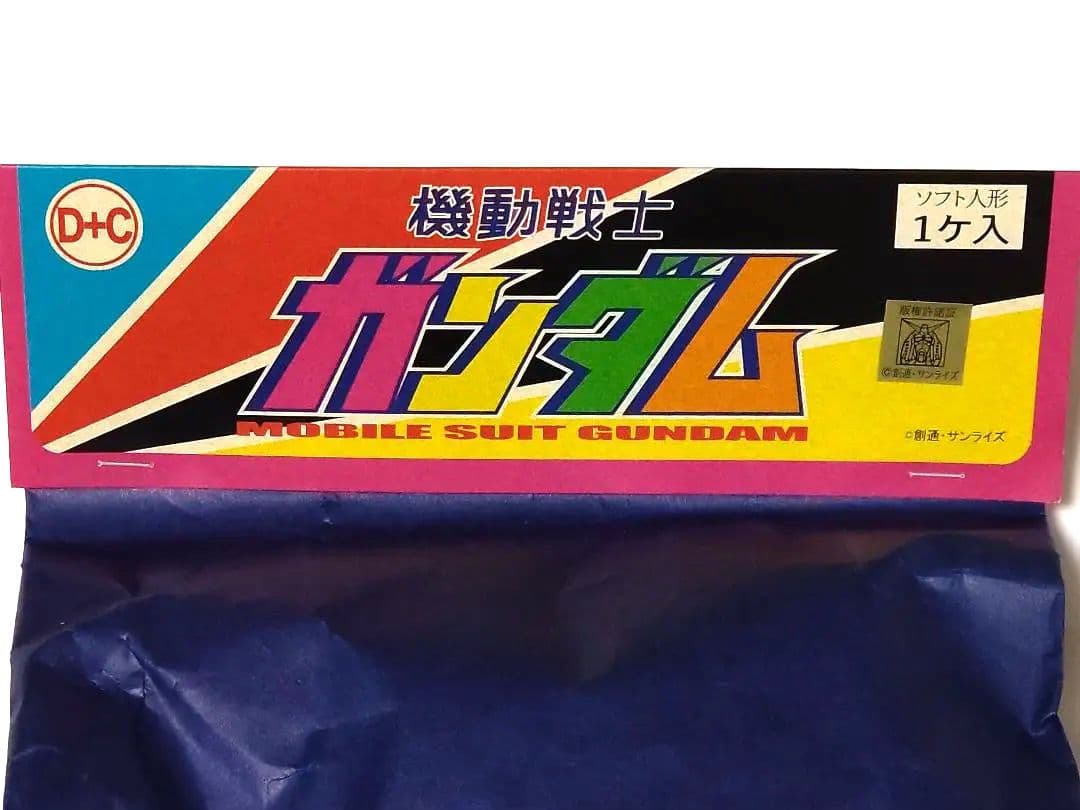 D+C
機動戦士
ガンダム
MOBILE SUIT GUNDAM
ソフト人形
1ケ入
版権許諾証
©創通・サンライズ
©創通・サンライズ